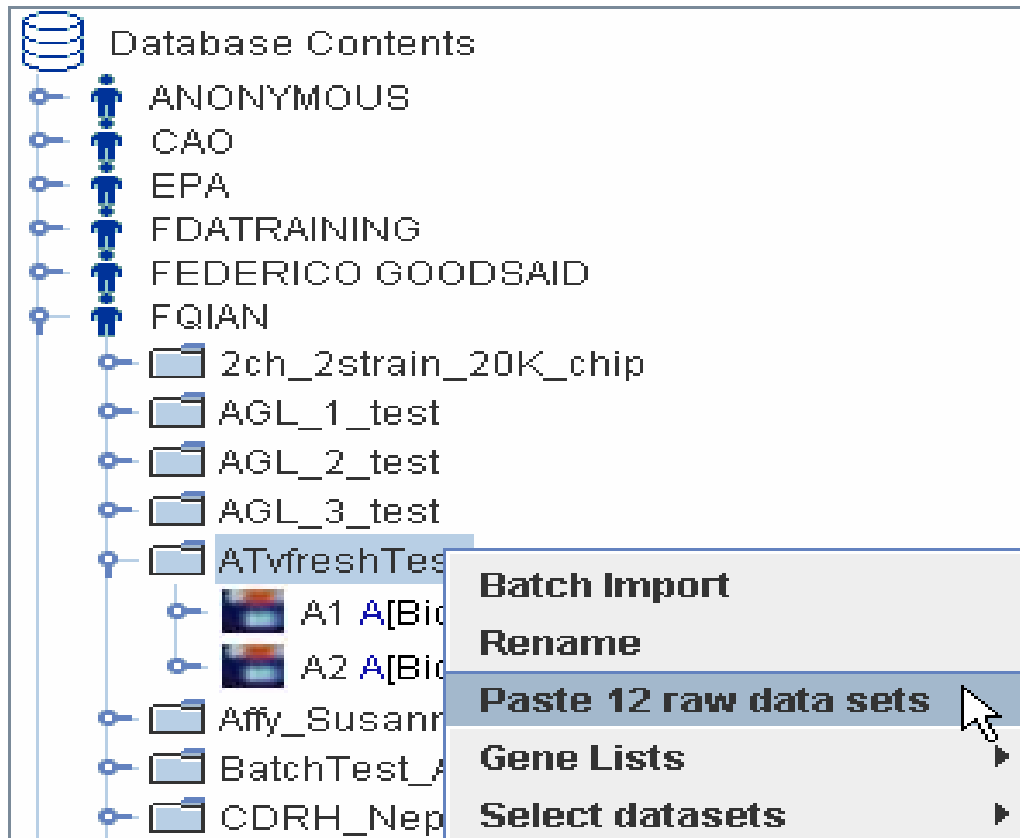 Database Contents
ANONYMOUS
CAO
EPA
FDATRAINING
FEDERICO GOODSAID
FQIAN
2ch_2strain_20K_chip
AGL_1_test
AGL_2_test
AGL_3_test
ATvfreshTes
A1 A[Bio
A2 A[Bio
Affy_Susann
BatchTest_A
CDRH_Nep
Batch Import
Rename
Paste 12 raw data sets
Gene Lists
Select datasets